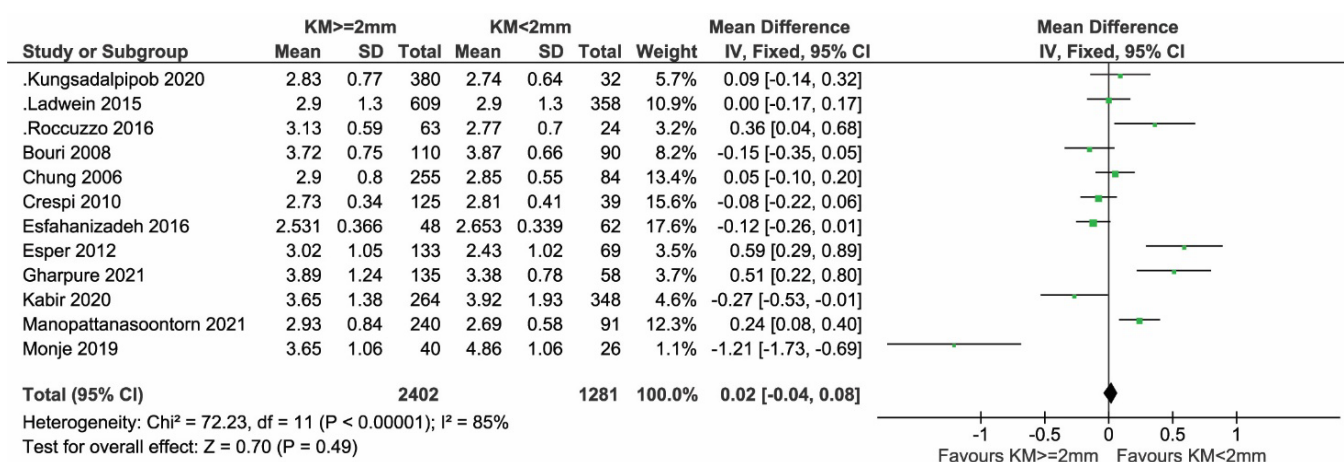 KM>=2mm KM<2mm Mean Difference Mean Difference
Study or Subgroup Mean SD Total Mean SD Total Weight IV, Fixed, 95% CI IV, Fixed, 95% CI
.Kungsadalpipob 2020 2.83 0.77 380 2.74 0.64 32 5.7% 0.09 [-0.14, 0.32]
.Ladwein 2015 2.9 1.3 609 2.9 1.3 358 10.9% 0.00 [-0.17, 0.17]
.Roccuzzo 2016 3.13 0.59 63 2.77 0.7 24 3.2% 0.36 [0.04, 0.68]
Bouri 2008 3.72 0.75 110 3.87 0.66 90 8.2% -0.15 [-0.35, 0.05]
Chung 2006 2.9 0.8 255 2.85 0.55 84 13.4% 0.05 [-0.10, 0.20]
Crespi 2010 2.73 0.34 125 2.81 0.41 39 15.6% -0.08 [-0.22, 0.06]
Esfahanizadeh 2016 2.531 0.366 48 2.653 0.339 62 17.6% -0.12 [-0.26, 0.01]
Esper 2012 3.02 1.05 133 2.43 1.02 69 3.5% 0.59 [0.29, 0.89]
Gharpure 2021 3.89 1.24 135 3.38 0.78 58 3.7% 0.51 [0.22, 0.80]
Kabir 2020 3.65 1.38 264 3.92 1.93 348 4.6% -0.27 [-0.53, -0.01]
Manopattanasoontorn 2021 2.93 0.84 240 2.69 0.58 91 12.3% 0.24 [0.08, 0.40]
Monje 2019 3.65 1.06 40 4.86 1.06 26 1.1% -1.21 [-1.73, -0.69]
Total (95% CI) 2402 1281 100.0% 0.02 [-0.04, 0.08]
Heterogeneity: Chi² = 72.23, df = 11 (P < 0.00001); I² = 85%
Test for overall effect: Z = 0.70 (P = 0.49)
-1 -0.5 0 0.5 1
Favours KM>=2mm Favours KM<2mm